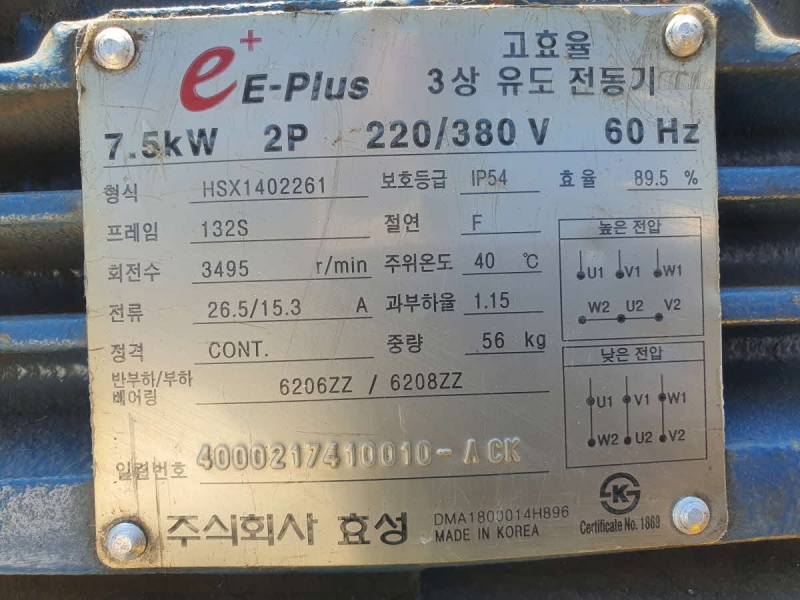 e+ E-Plus 고효율
3상 유도 전동기
7.5kW 2P 220/380 V 60 Hz
형식 HSX1402261 보호등급 IP54 효율 89.5 %
프레임 132S 절연 F
회전수 3495 r/min 주위온도 40 ℃
전류 26.5/15.3 A 과부하율 1.15
정격 CONT. 중량 56 kg
반부하/부하
베어링 6206ZZ / 6208ZZ
일렬번호 4000217410010-ACK
높은 전압
U1 V1 W1
W2 U2 V2
낮은 전압
U1 V1 W1
W2 U2 V2
주식회사 효성
DMA1800014H896
MADE IN KOREA
KS
Certificate No. 1869